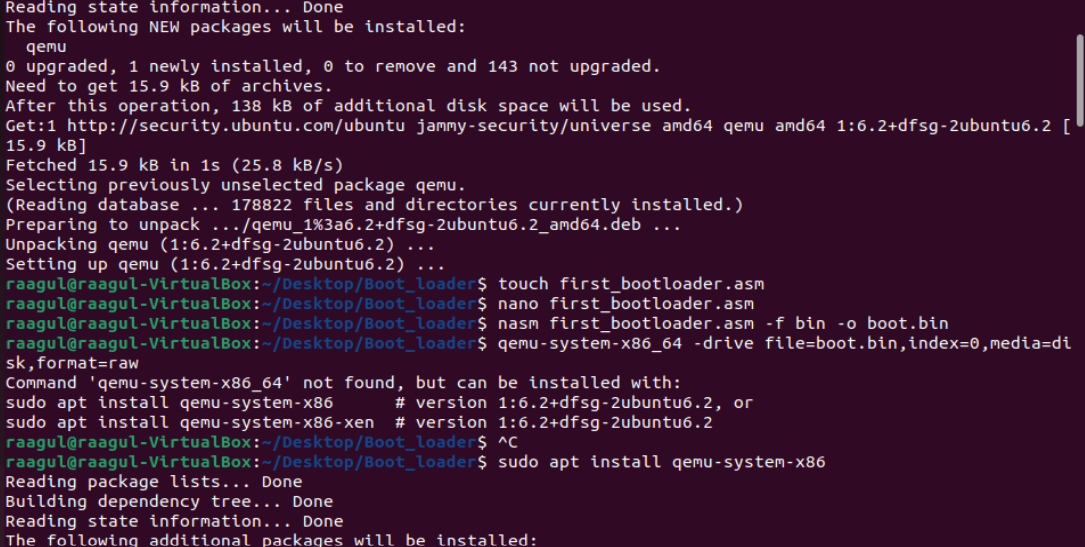 Reading state information... Done
The following NEW packages will be installed:
  qemu
0 upgraded, 1 newly installed, 0 to remove and 143 not upgraded.
Need to get 15.9 kB of archives.
After this operation, 138 kB of additional disk space will be used.
Get:1 http://security.ubuntu.com/ubuntu jammy-security/universe amd64 qemu amd64 1:6.2+dfsg-2ubuntu6.2 [
15.9 kB]
Fetched 15.9 kB in 1s (25.8 kB/s)
Selecting previously unselected package qemu.
(Reading database ... 178822 files and directories currently installed.)
Preparing to unpack .../qemu_1%3a6.2+dfsg-2ubuntu6.2_amd64.deb ...
Unpacking qemu (1:6.2+dfsg-2ubuntu6.2) ...
Setting up qemu (1:6.2+dfsg-2ubuntu6.2) ...
raagul@raagul-VirtualBox:~/Desktop/Boot_loader$ touch first_bootloader.asm
raagul@raagul-VirtualBox:~/Desktop/Boot_loader$ nano first_bootloader.asm
raagul@raagul-VirtualBox:~/Desktop/Boot_loader$ nasm first_bootloader.asm -f bin -o boot.bin
raagul@raagul-VirtualBox:~/Desktop/Boot_loader$ qemu-system-x86_64 -drive file=boot.bin,index=0,media=di
sk,format=raw
Command 'qemu-system-x86_64' not found, but can be installed with:
sudo apt install qemu-system-x86      # version 1:6.2+dfsg-2ubuntu6.2, or
sudo apt install qemu-system-x86-xen  # version 1:6.2+dfsg-2ubuntu6.2
raagul@raagul-VirtualBox:~/Desktop/Boot_loader$ ^C
raagul@raagul-VirtualBox:~/Desktop/Boot_loader$ sudo apt install qemu-system-x86
Reading package lists... Done
Building dependency tree... Done
Reading state information... Done
The following additional packages will be installed: